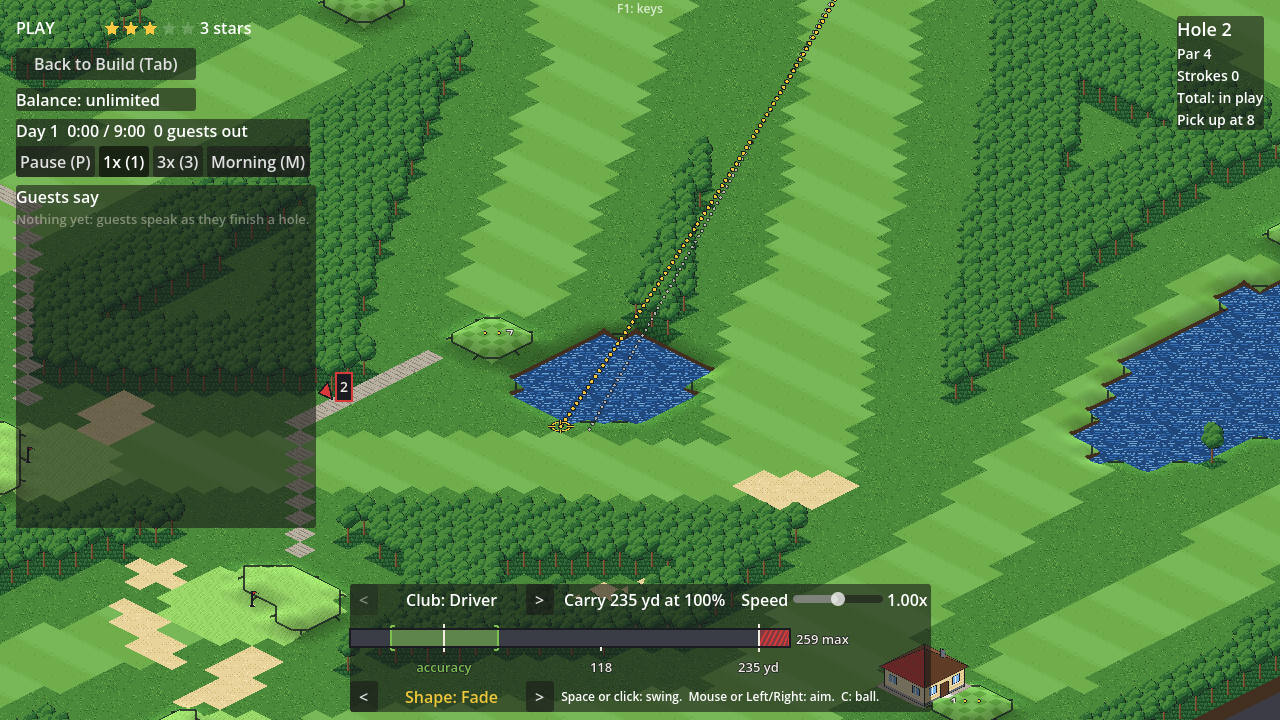 F1: keys
PLAY 3 stars
Back to Build (Tab)
Balance: unlimited
Day 1 0:00 / 9:00 0 guests out
Pause (P) 1x (1) 3x (3) Morning (M)
Guests say
Nothing yet: guests speak as they finish a hole.
Hole 2
Par 4
Strokes 0
Total: in play
Pick up at 8
2
< Club: Driver > Carry 235 yd at 100% Speed 1.00x
259 max
accuracy 118 235 yd
< Shape: Fade > Space or click: swing. Mouse or Left/Right: aim. C: ball.